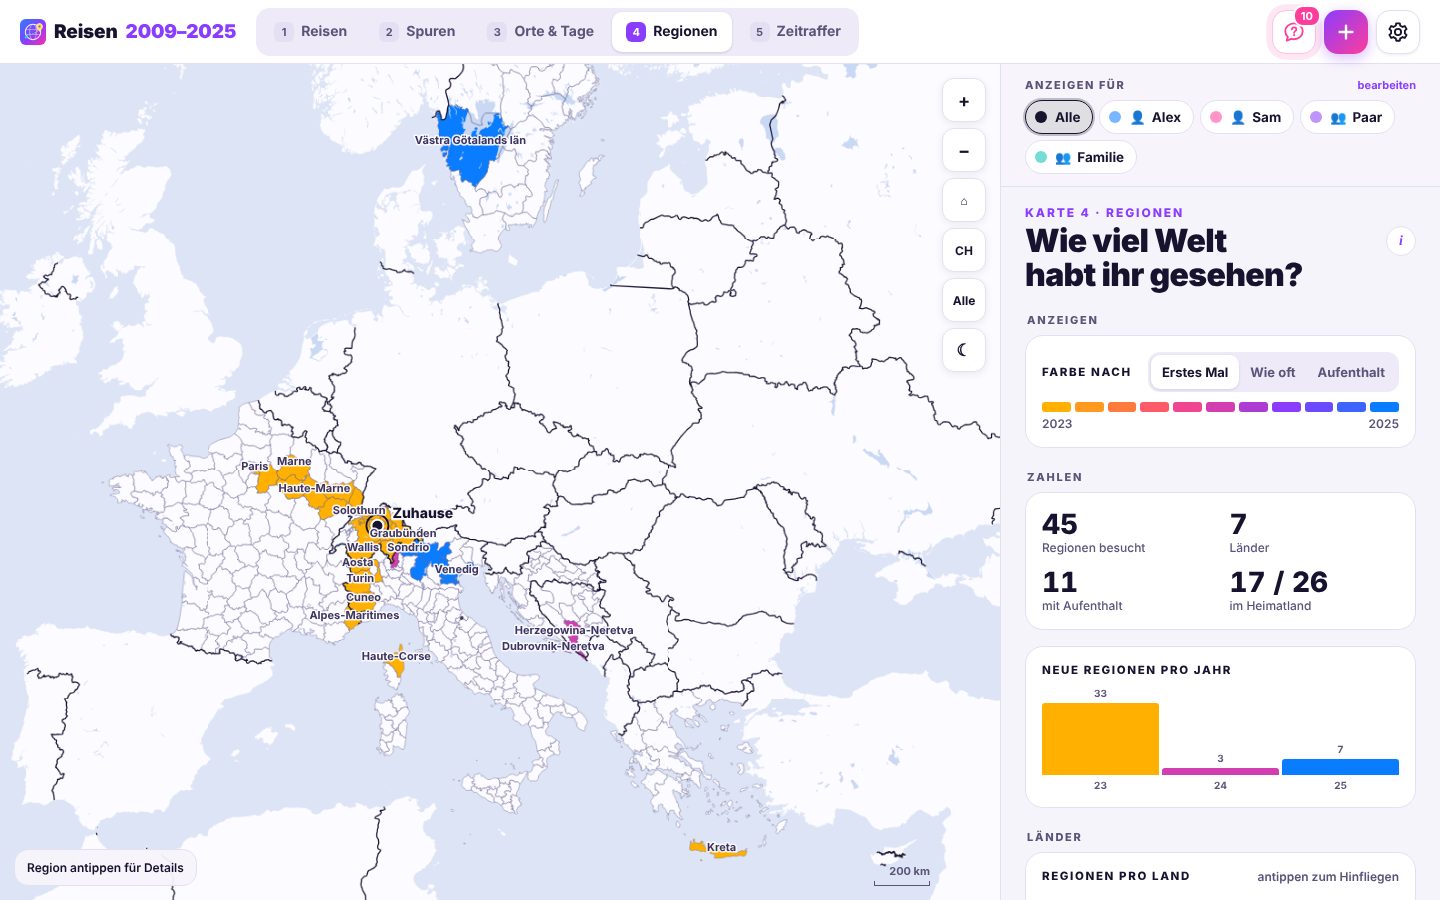 Reisen 2009–2025
1 Reisen
2 Spuren
3 Orte & Tage
4 Regionen
5 Zeitraffer
10
+
+
−
CH
Alle
Västra Götalands län
Paris
Marne
Haute-Marne
Solothurn
Zuhause
Graubünden
Wallis
Sondrio
Aosta
Venedig
Turin
Cuneo
Alpes-Maritimes
Herzegowina-Neretva
Dubrovnik-Neretva
Haute-Corse
Kreta
Region antippen für Details
200 km
ANZEIGEN FÜR
bearbeiten
Alle
Alex
Sam
Paar
Familie
KARTE 4 · REGIONEN
Wie viel Welt
habt ihr gesehen?
i
ANZEIGEN
FARBE NACH
Erstes Mal
Wie oft
Aufenthalt
2023
2025
ZAHLEN
45
Regionen besucht
7
Länder
11
mit Aufenthalt
17 / 26
im Heimatland
NEUE REGIONEN PRO JAHR
33
3
7
23
24
25
LÄNDER
REGIONEN PRO LAND
antippen zum Hinfliegen